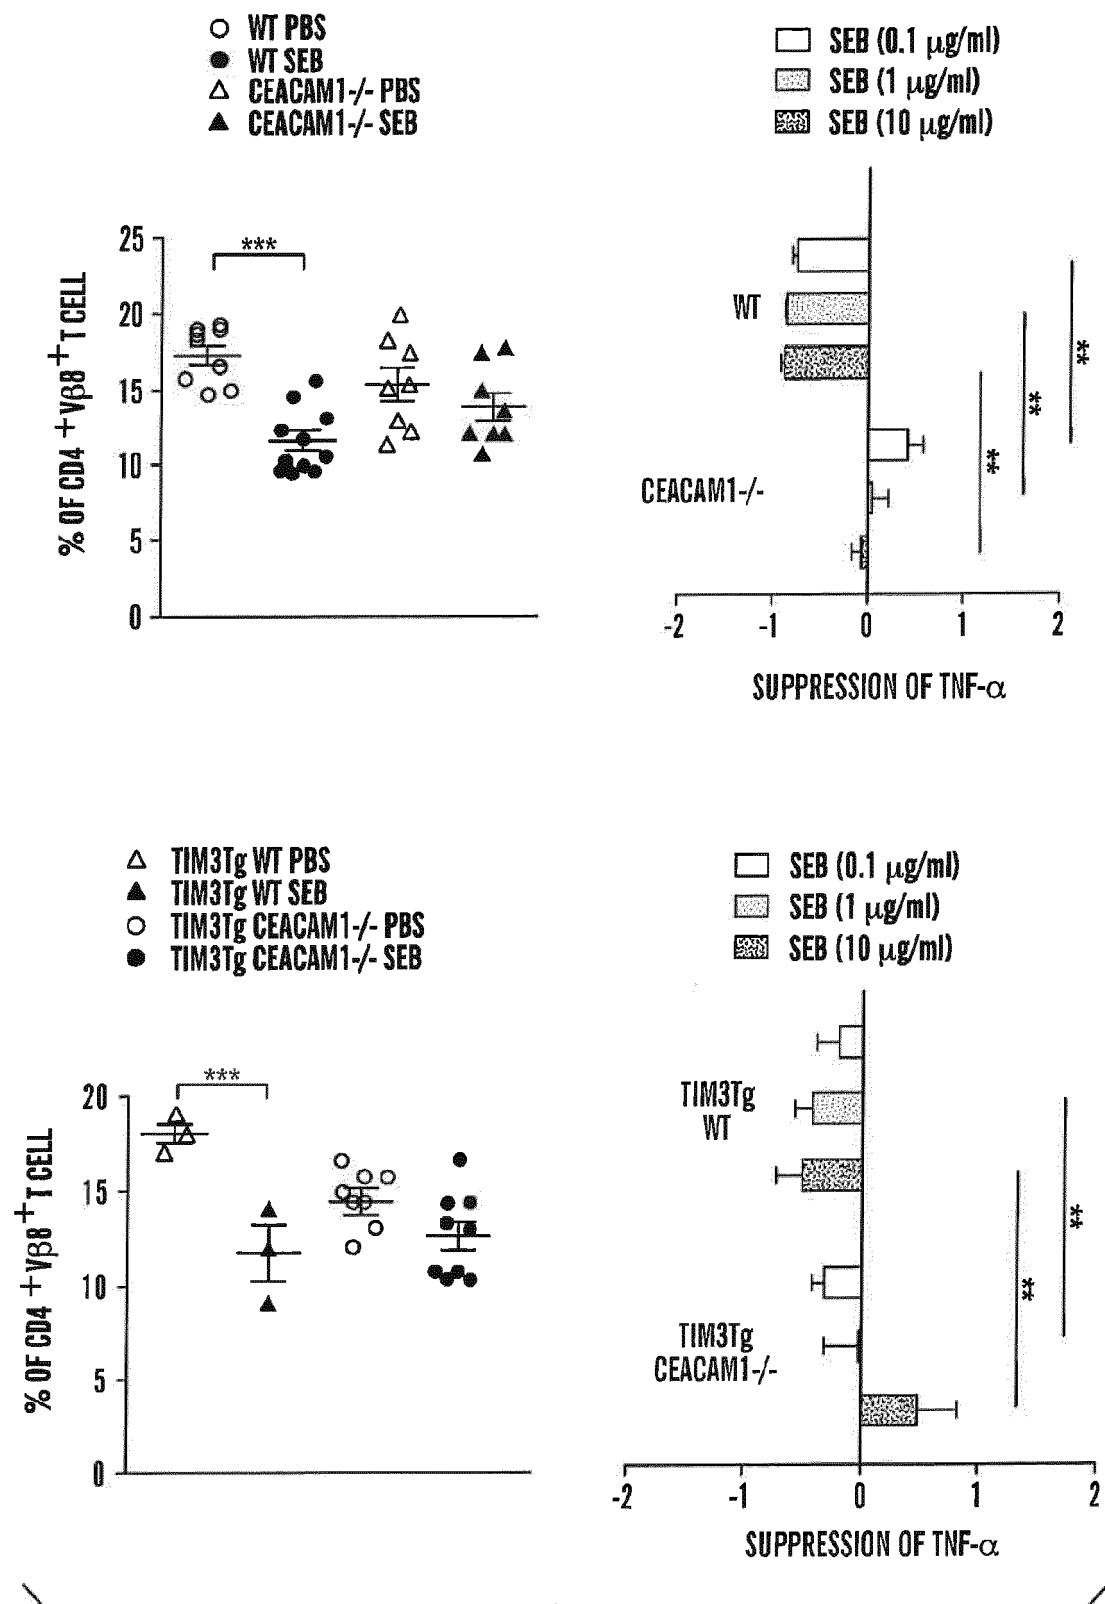 WT PBS
WT SEB
CEACAM1-/- PBS
CEACAM1-/- SEB
SEB (0.1 µg/ml)
SEB (1 µg/ml)
SEB (10 µg/ml)
% OF CD4 +Vβ8+T CELL
25
20
15
10
5
0
***
WT
CEACAM1-/-
**
**
**
-2
-1
0
1
2
SUPPRESSION OF TNF-α
TIM3Tg WT PBS
TIM3Tg WT SEB
TIM3Tg CEACAM1-/- PBS
TIM3Tg CEACAM1-/- SEB
SEB (0.1 µg/ml)
SEB (1 µg/ml)
SEB (10 µg/ml)
% OF CD4 +Vβ8+T CELL
20
15
10
5
0
***
TIM3Tg
WT
TIM3Tg
CEACAM1-/-
**
**
-2
-1
0
1
2
SUPPRESSION OF TNF-α